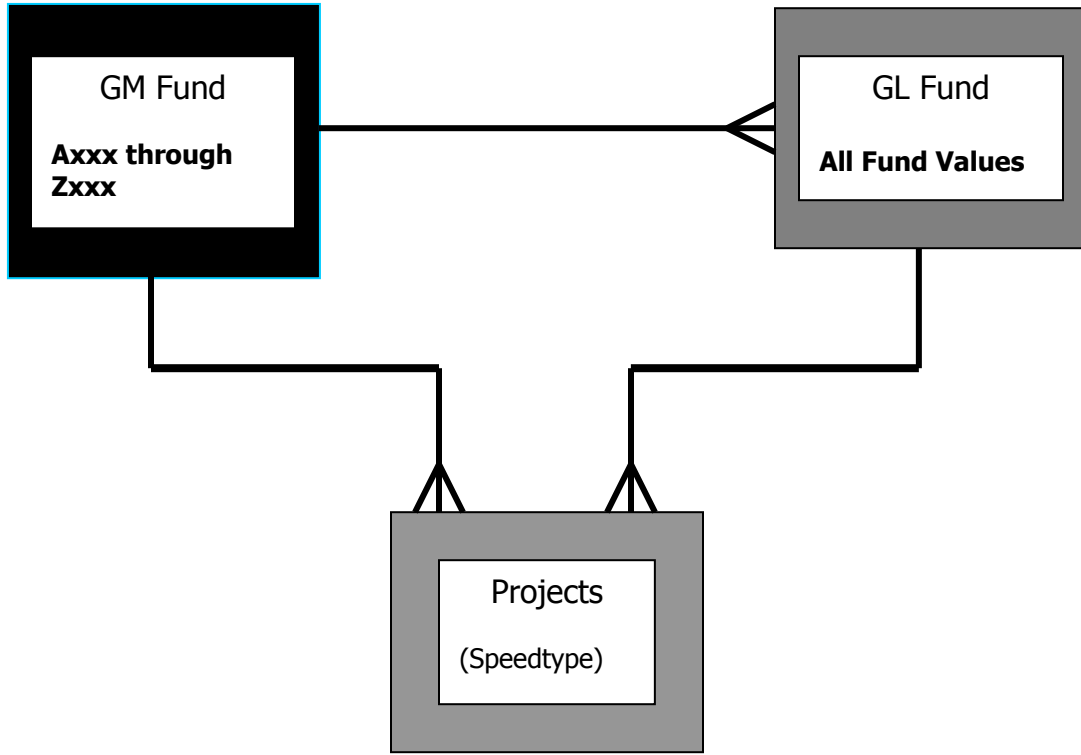 GM Fund
Axxx through
Zxxx
GL Fund
All Fund Values
Projects
(Speedtype)